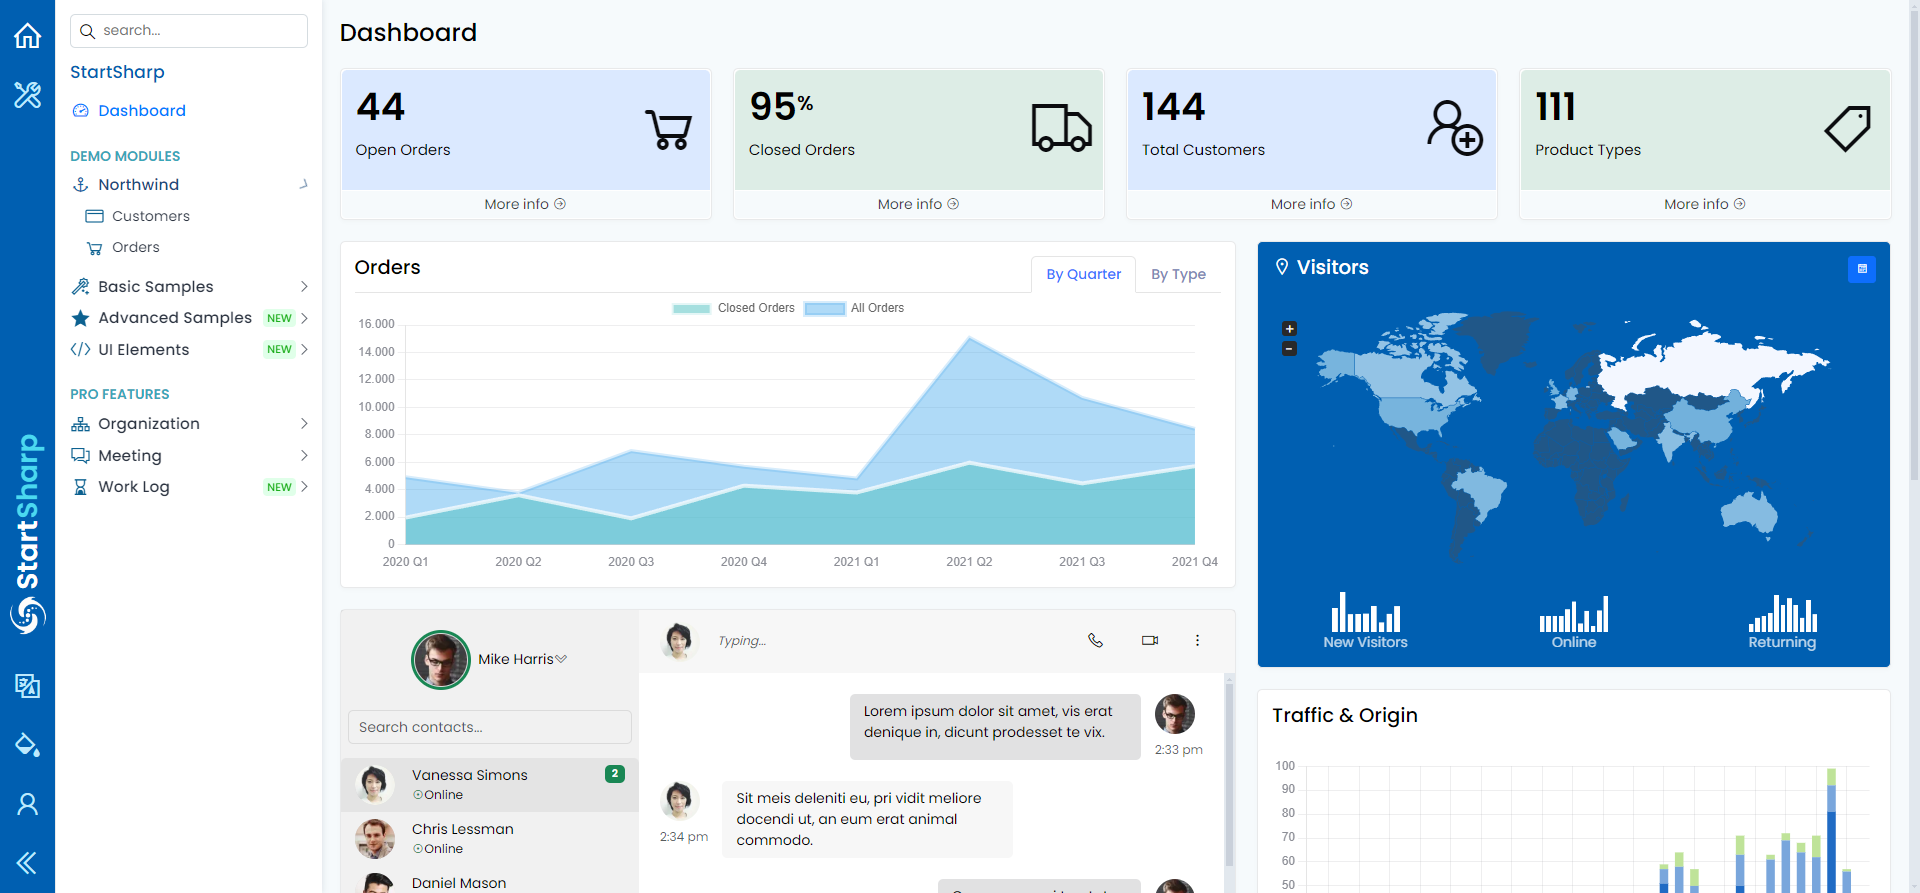 search...
StartSharp
Dashboard
DEMO MODULES
Northwind
Customers
Orders
Basic Samples
Advanced Samples NEW
UI Elements NEW
PRO FEATURES
Organization
Meeting
Work Log NEW
StartSharp
Dashboard
44
Open Orders
More info
95%
Closed Orders
More info
144
Total Customers
More info
111
Product Types
More info
Orders
By Quarter
By Type
Closed Orders
All Orders
16.000
14.000
12.000
10.000
8.000
6.000
4.000
2.000
0
2020 Q1
2020 Q2
2020 Q3
2020 Q4
2021 Q1
2021 Q2
2021 Q3
2021 Q4
Visitors
+
-
New Visitors
Online
Returning
Mike Harris
Search contacts...
Vanessa Simons
2
Online
Chris Lessman
Online
Daniel Mason
Typing...
Lorem ipsum dolor sit amet, vis erat
denique in, dicunt prodesset te vix.
2:33 pm
Sit meis deleniti eu, pri vidit meliore
docendi ut, an eum erat animal
commodo.
2:34 pm
Traffic & Origin
100
90
80
70
60
50